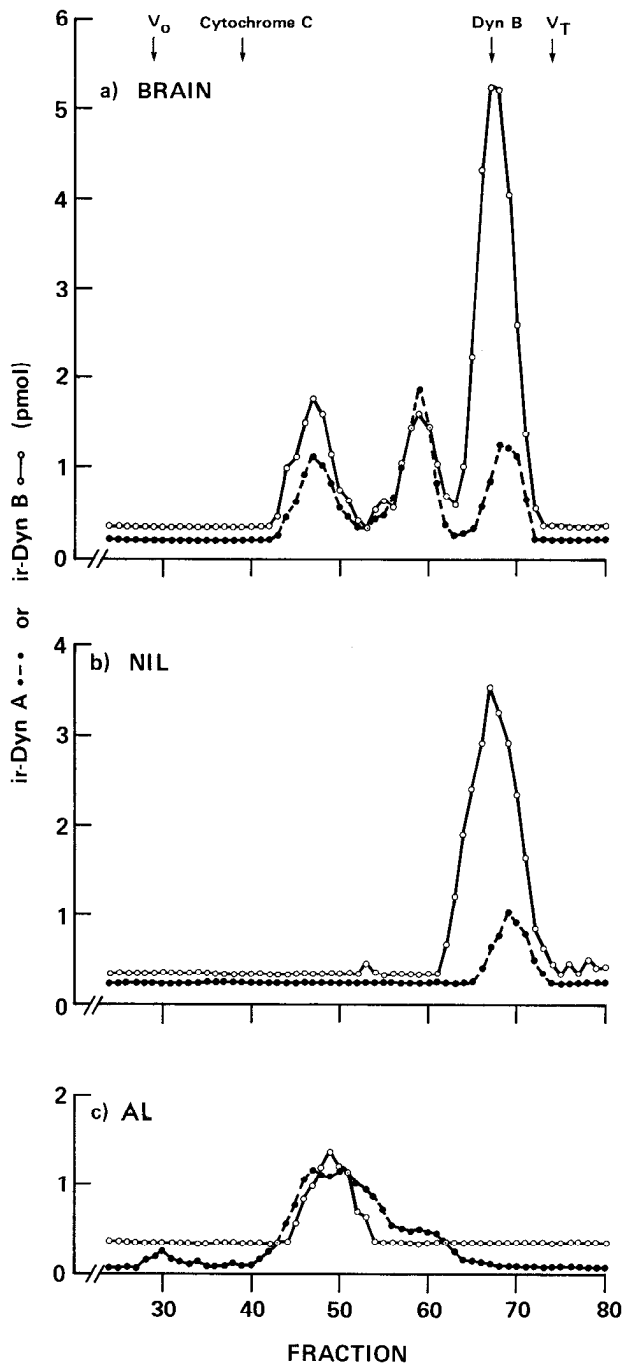 Vo Cytochrome C Dyn B VT
6
a) BRAIN
5
4
3
2
1
0
ir-Dyn A •-• or ir-Dyn B o—o (pmol)
4
b) NIL
3
2
1
0
2
c) AL
1
0
30 40 50 60 70 80
FRACTION